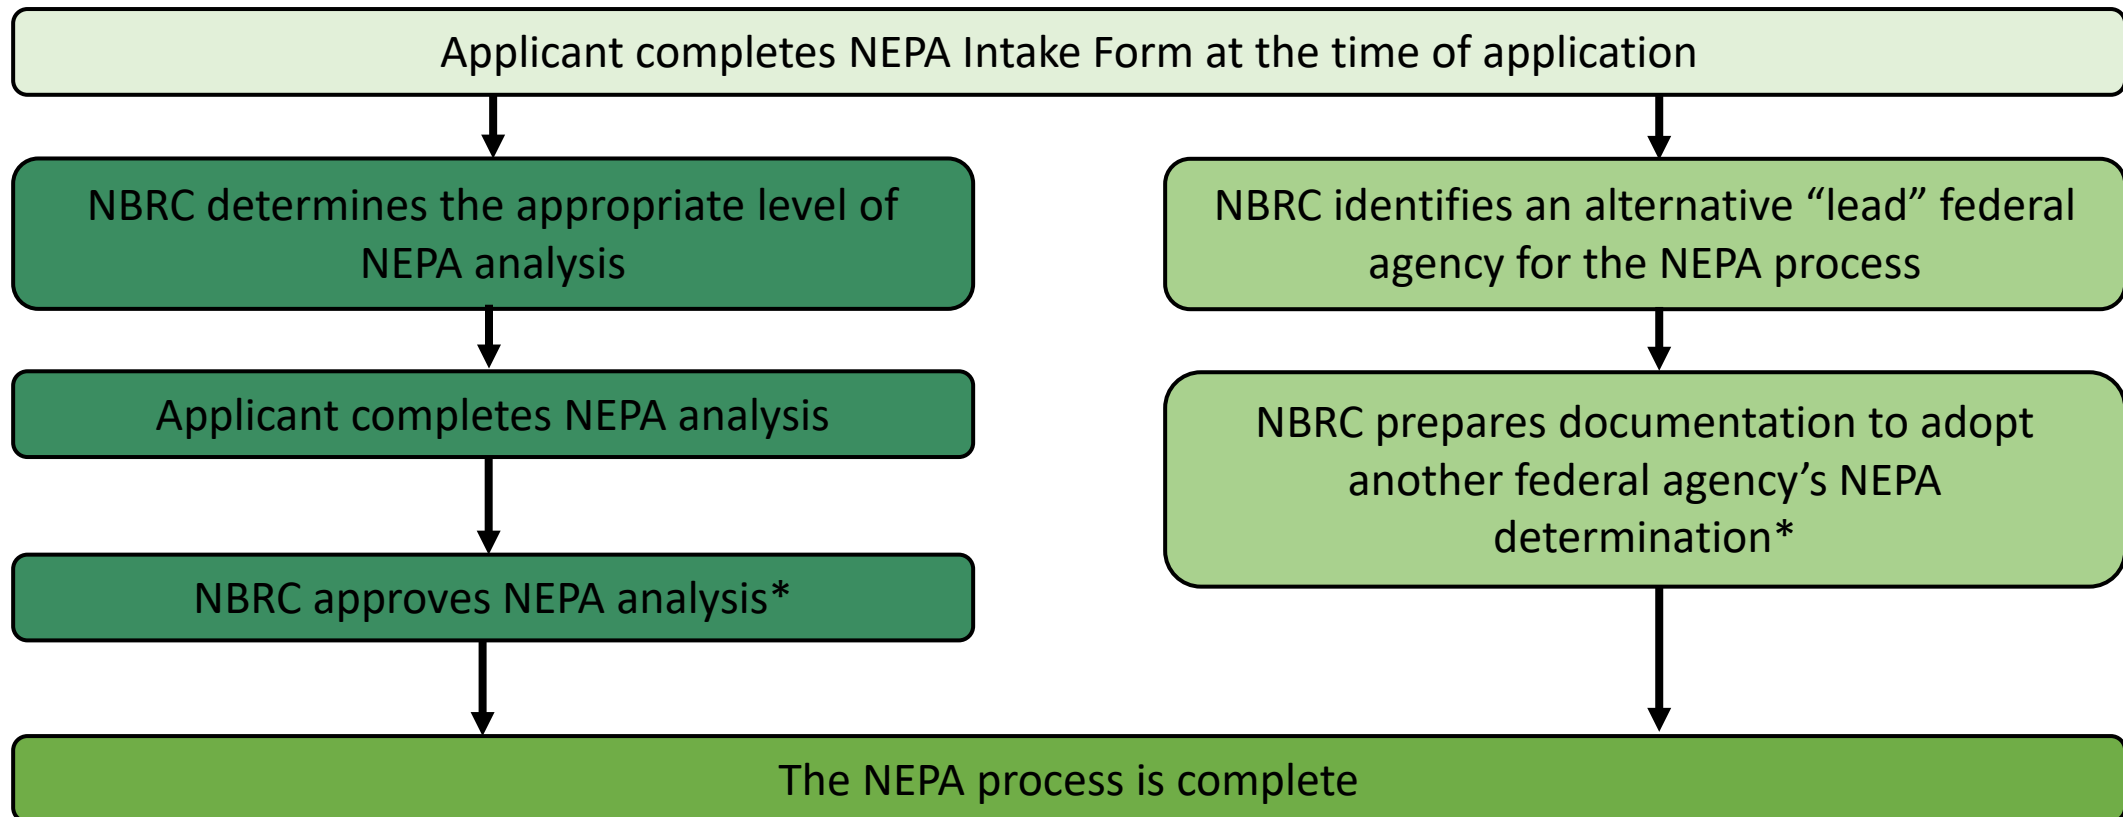 Applicant completes NEPA Intake Form at the time of application
NBRC determines the appropriate level of
NEPA analysis
Applicant completes NEPA analysis
NBRC approves NEPA analysis*
NBRC identifies an alternative “lead” federal
agency for the NEPA process
NBRC prepares documentation to adopt
another federal agency’s NEPA
determination*
The NEPA process is complete